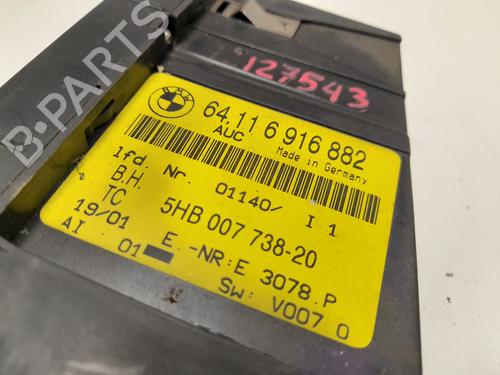 127543
BMW
64.11 6 916 882
AUC Made in Germany
lfd. Nr. 01140/ I 1
B.H.
TC 5HB 007 738-20
19/01 E.-NR:E 3078.P
AI 01 SW: V007 0
B-PARTS